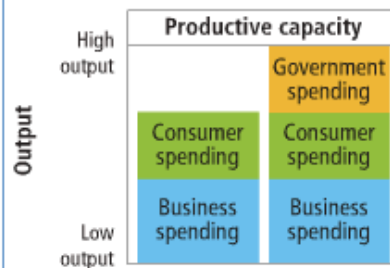 Productive capacity
High
output
Output
Low
output
Consumer
spending
Business
spending
Government
spending
Consumer
spending
Business
spending